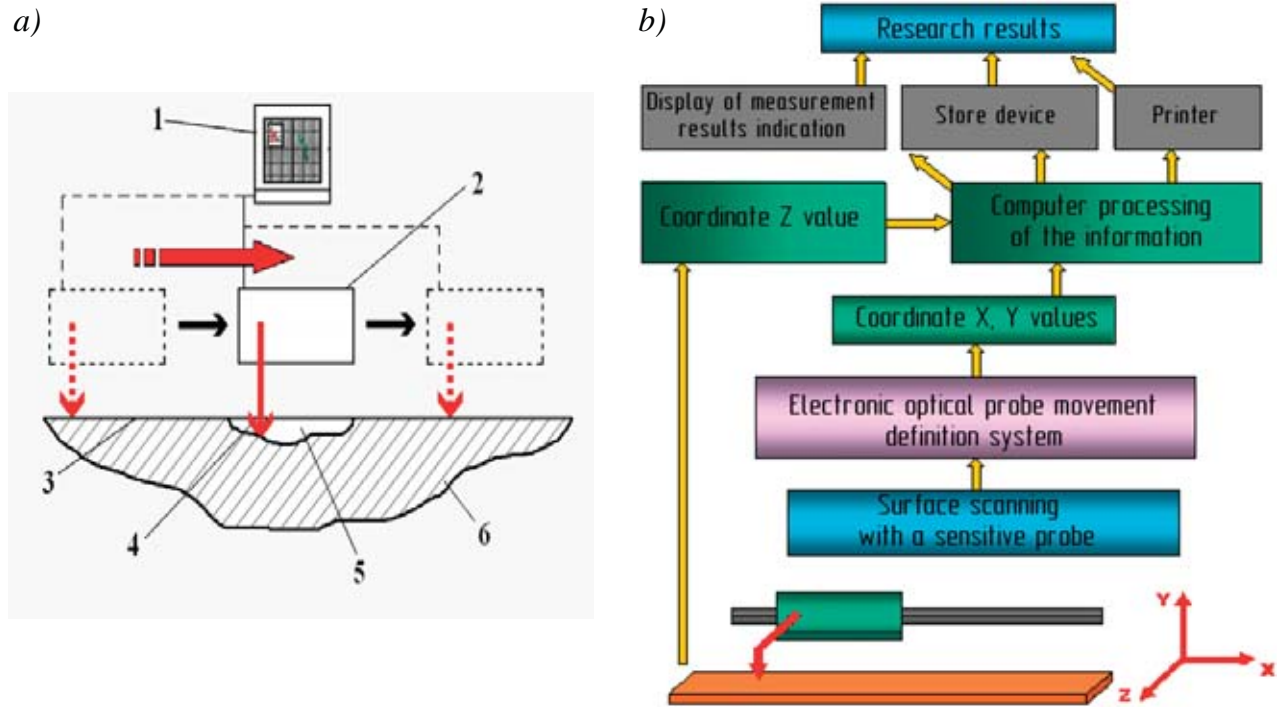 a)
1
2
3
4
5
6
b)
Research results
Display of measurement
results indication
Store device
Printer
Coordinate Z value
Computer processing
of the information
Coordinate X, Y values
Electronic optical probe movement
definition system
Surface scanning
with a sensitive probe
Y
X
Z